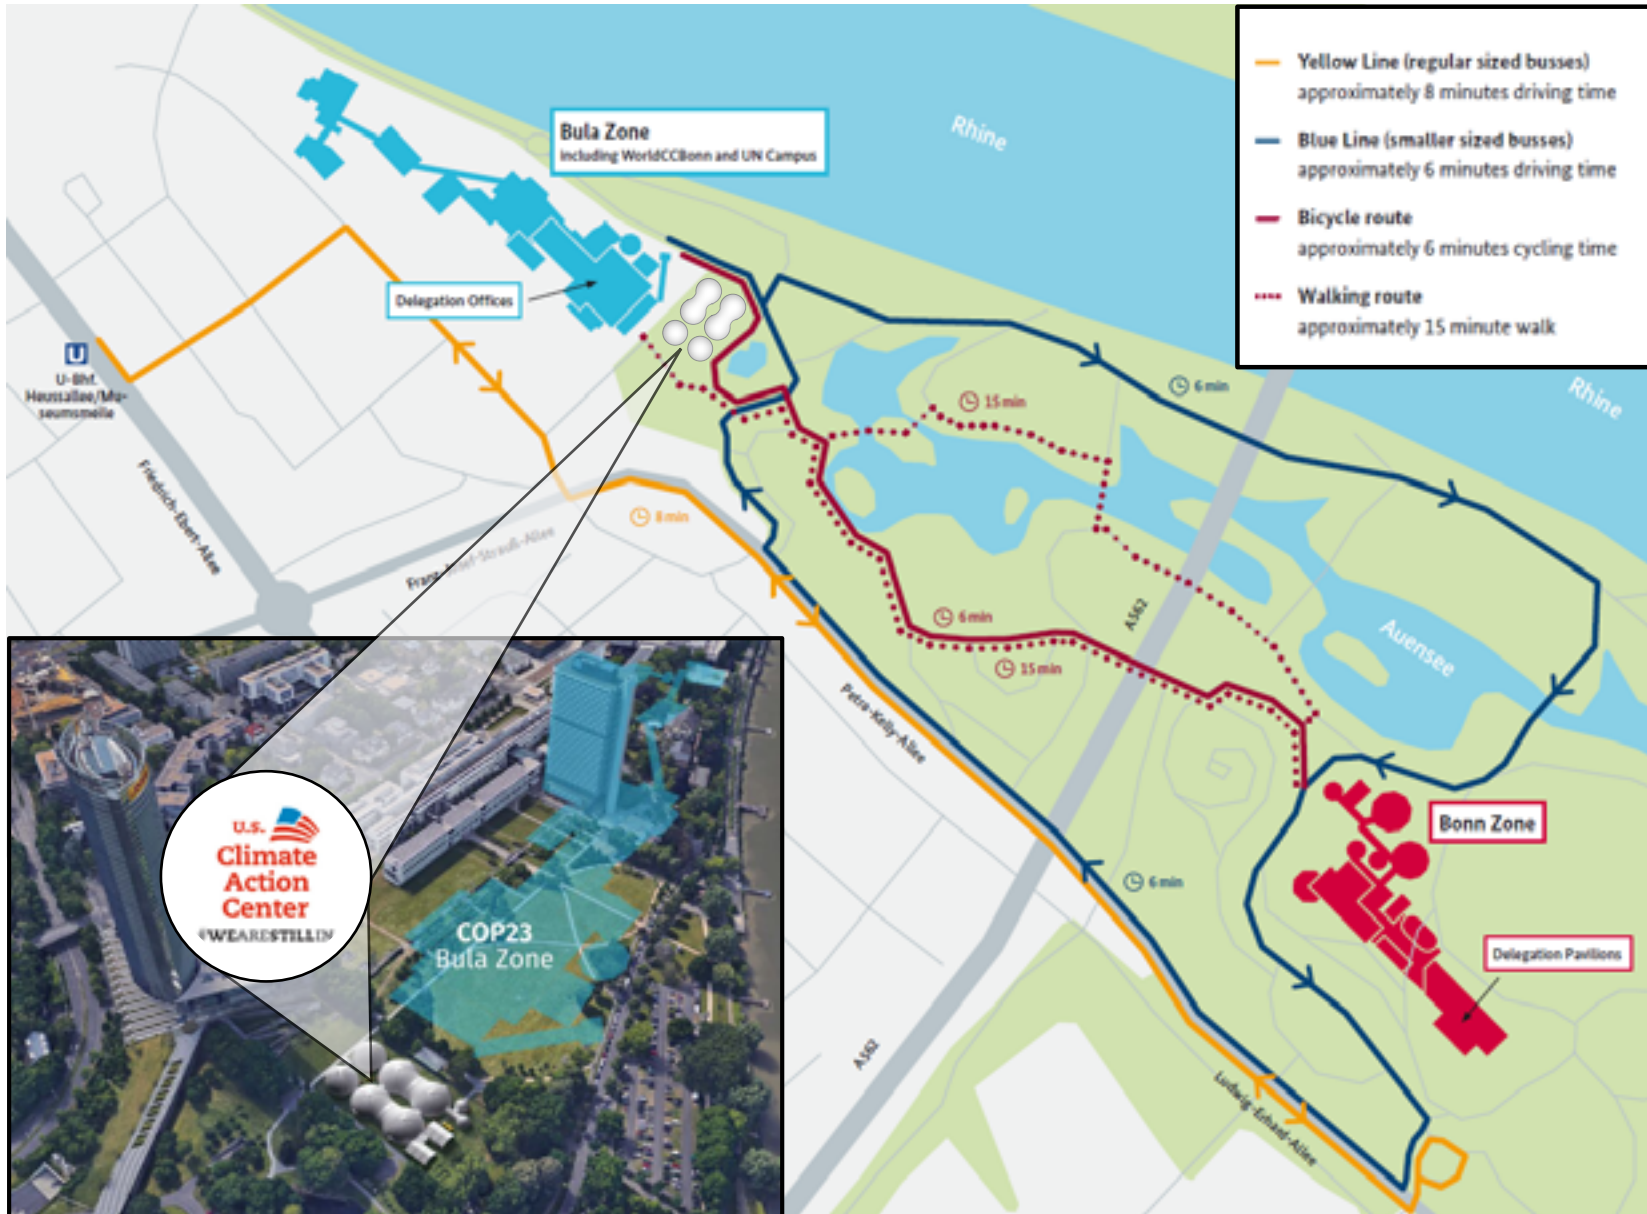 Yellow Line (regular sized busses)
approximately 8 minutes driving time
Blue Line (smaller sized busses)
approximately 6 minutes driving time
Bicycle route
approximately 6 minutes cycling time
Walking route
approximately 15 minute walk
Rhine
Rhine
Bula Zone
including WorldCCBonn and UN Campus
Delegation Offices
U
U-Bhf.
Heussallee/Mu-
seumsmeile
Friedrich-Ebert-Allee
Franz-Josef-Strauß-Allee
8 min
15 min
6 min
6 min
15 min
A562
Auensee
Petra-Kelly-Allee
6 min
Bonn Zone
Delegation Pavilions
A562
Ludwig-Erhard-Allee
U.S.
Climate
Action
Center
#WEARESTILLIN
COP23
Bula Zone